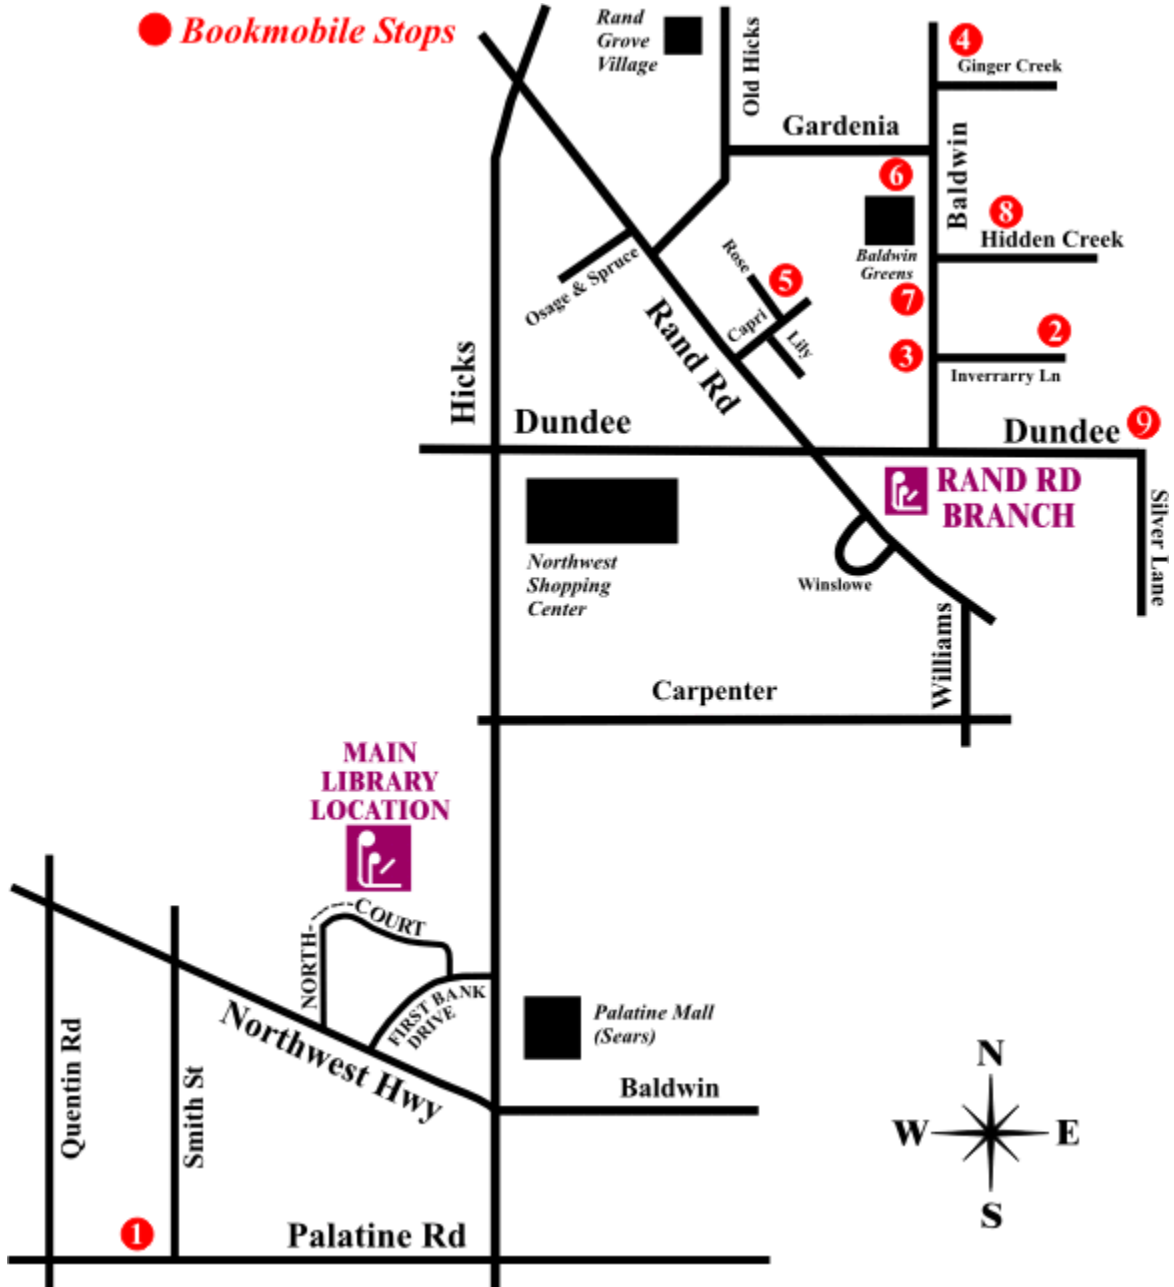 Bookmobile Stops
Rand
Grove
Village
Old Hicks
4
Ginger Creek
Gardenia
Baldwin
6
8
Hidden Creek
Baldwin
Greens
Osage & Spruce
Rose
5
Capri
Lily
7
Rand Rd
3
2
Inverrarry Ln
Hicks
Dundee
Dundee
9
RAND RD
BRANCH
Silver Lane
Northwest
Shopping
Center
Winslowe
Williams
Carpenter
MAIN
LIBRARY
LOCATION
NORTH
COURT
FIRST BANK
DRIVE
Northwest Hwy
Palatine Mall
(Sears)
Baldwin
Quentin Rd
Smith St
1
Palatine Rd
N
W
E
S